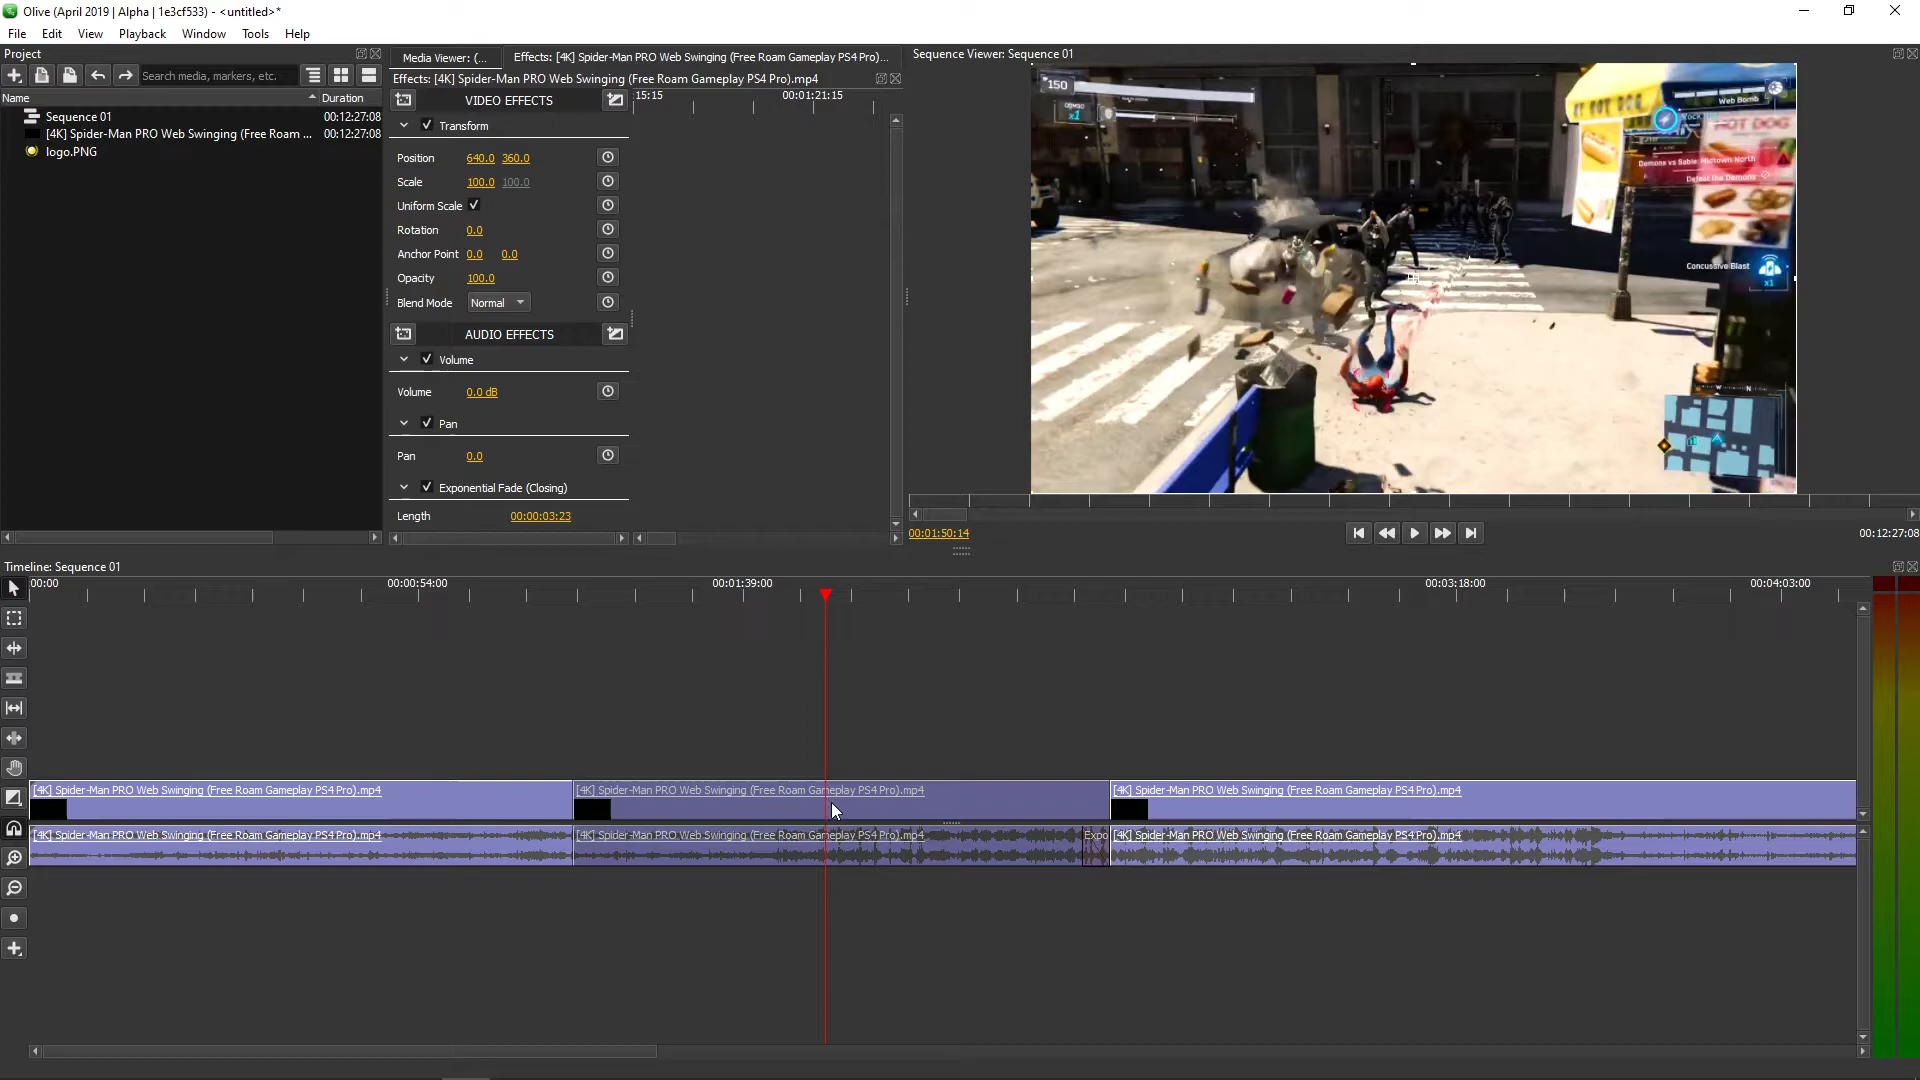 Olive (April 2019 | Alpha | 1e3cf533) - <untitled>*
File Edit View Playback Window Tools Help
Project
Media Viewer: (...
Effects: [4K] Spider-Man PRO Web Swinging (Free Roam Gameplay PS4 Pro)...
Sequence Viewer: Sequence 01
Search media, markers, etc.
Effects: [4K] Spider-Man PRO Web Swinging (Free Roam Gameplay PS4 Pro).mp4
Name Duration
VIDEO EFFECTS
:15:15 00:01:21:15
Sequence 01 00:12:27:08
[4K] Spider-Man PRO Web Swinging (Free Roam ... 00:12:27:08
logo.PNG
Transform
Position 640.0 360.0
Scale 100.0 100.0
Uniform Scale
Rotation 0.0
Anchor Point 0.0 0.0
Opacity 100.0
Blend Mode Normal
AUDIO EFFECTS
Volume
Volume 0.0 dB
Pan
Pan 0.0
Exponential Fade (Closing)
Length 00:00:03:23
150
COMBO
x1
Web Bomb
HOT DOG
HOT DOG
Demons vs Sable: Midtown North
Defeat the Demons
Concussive Blast
x1
W N
00:01:50:14
00:12:27:08
Timeline: Sequence 01
00:00 00:00:54:00 00:01:39:00 00:03:18:00 00:04:03:00
[4K] Spider-Man PRO Web Swinging (Free Roam Gameplay PS4 Pro).mp4
[4K] Spider-Man PRO Web Swinging (Free Roam Gameplay PS4 Pro).mp4
[4K] Spider-Man PRO Web Swinging (Free Roam Gameplay PS4 Pro).mp4
[4K] Spider-Man PRO Web Swinging (Free Roam Gameplay PS4 Pro).mp4
[4K] Spider-Man PRO Web Swinging (Free Roam Gameplay PS4 Pro).mp4
Expo
[4K] Spider-Man PRO Web Swinging (Free Roam Gameplay PS4 Pro).mp4